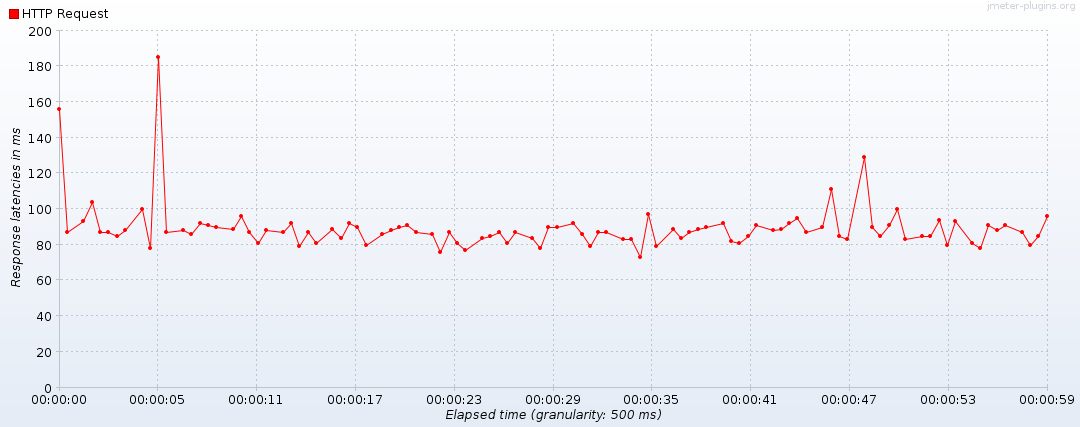 jmeter-plugins.org
HTTP Request
200
180
160
140
120
100
80
60
40
20
0
Response latencies in ms
00:00:00 00:00:05 00:00:11 00:00:17 00:00:23 00:00:29 00:00:35 00:00:41 00:00:47 00:00:53 00:00:59
Elapsed time (granularity: 500 ms)